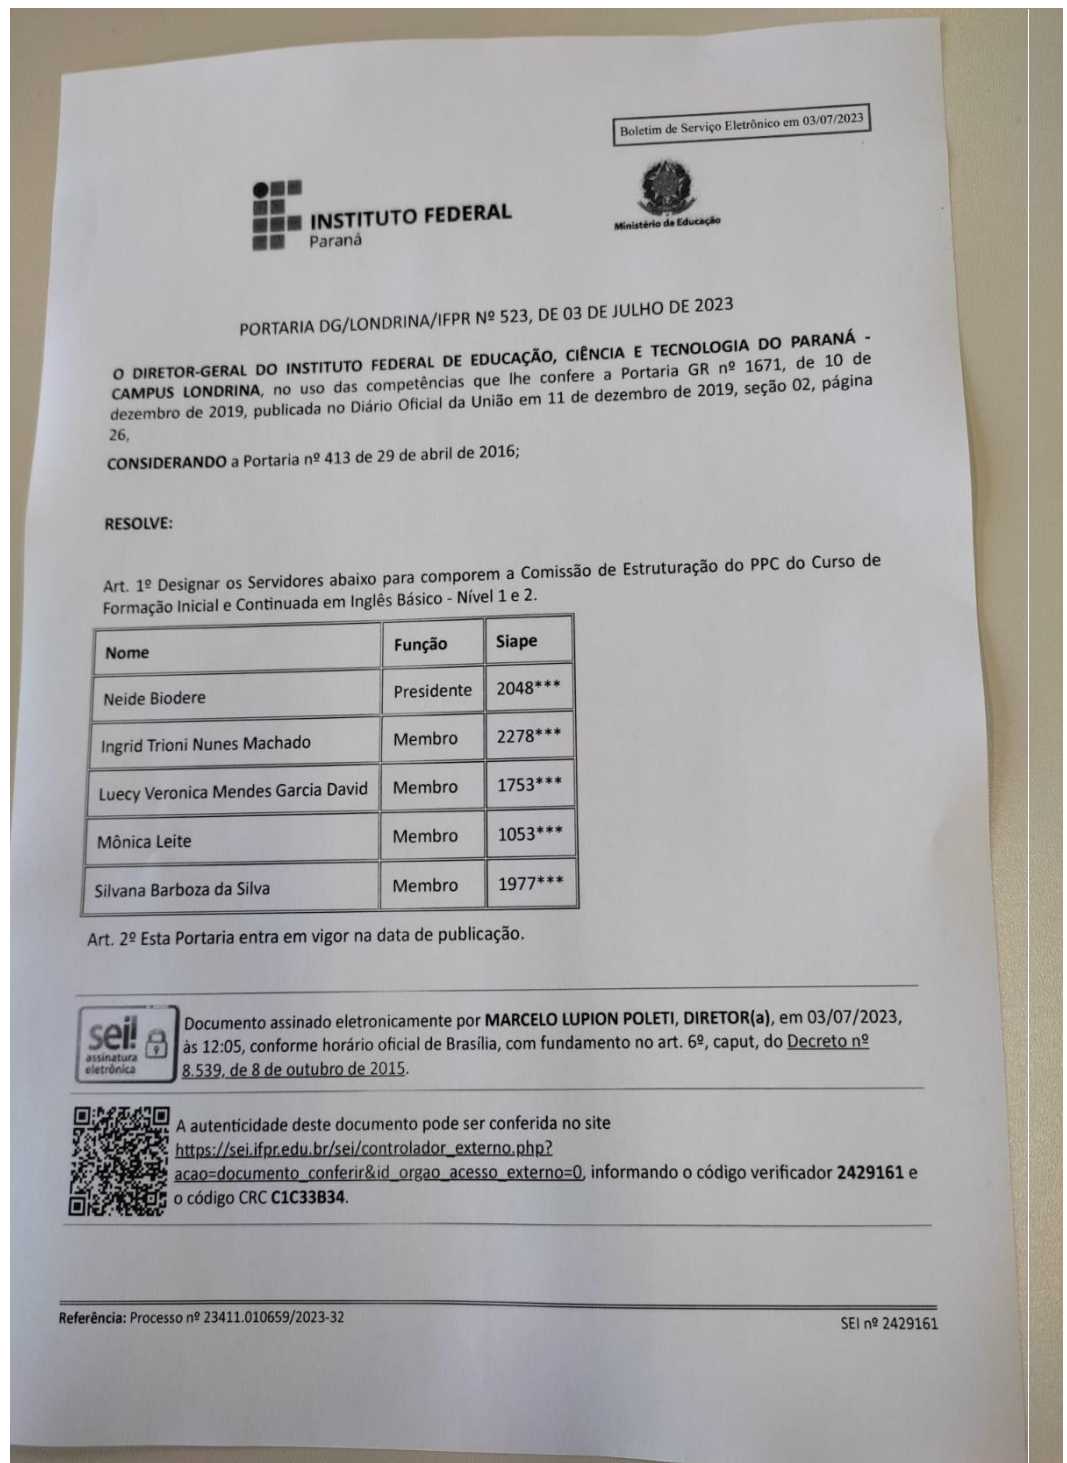 Boletim de Serviço Eletrônico em 03/07/2023
INSTITUTO FEDERAL
Paraná
Ministério da Educação
PORTARIA DG/LONDRINA/IFPR Nº 523, DE 03 DE JULHO DE 2023
O DIRETOR-GERAL DO INSTITUTO FEDERAL DE EDUCAÇÃO, CIÊNCIA E TECNOLOGIA DO PARANÁ -
CAMPUS LONDRINA, no uso das competências que lhe confere a Portaria GR nº 1671, de 10 de
dezembro de 2019, publicada no Diário Oficial da União em 11 de dezembro de 2019, seção 02, página
26,
CONSIDERANDO a Portaria nº 413 de 29 de abril de 2016;
RESOLVE:
Art. 1º Designar os Servidores abaixo para comporem a Comissão de Estruturação do PPC do Curso de
Formação Inicial e Continuada em Inglês Básico - Nível 1 e 2.
Nome Função Siape
Neide Biodere Presidente 2048***
Ingrid Trioni Nunes Machado Membro 2278***
Luecy Veronica Mendes Garcia David Membro 1753***
Mônica Leite Membro 1053***
Silvana Barboza da Silva Membro 1977***
Art. 2º Esta Portaria entra em vigor na data de publicação.
sei!
assinatura
eletrônica
Documento assinado eletronicamente por MARCELO LUPION POLETI, DIRETOR(a), em 03/07/2023,
às 12:05, conforme horário oficial de Brasília, com fundamento no art. 6º, caput, do Decreto nº
8.539, de 8 de outubro de 2015.
A autenticidade deste documento pode ser conferida no site
https://sei.ifpr.edu.br/sei/controlador_externo.php?
acao=documento_conferir&id_orgao_acesso_externo=0, informando o código verificador 2429161 e
o código CRC C1C33B34.
Referência: Processo nº 23411.010659/2023-32
SEI nº 2429161